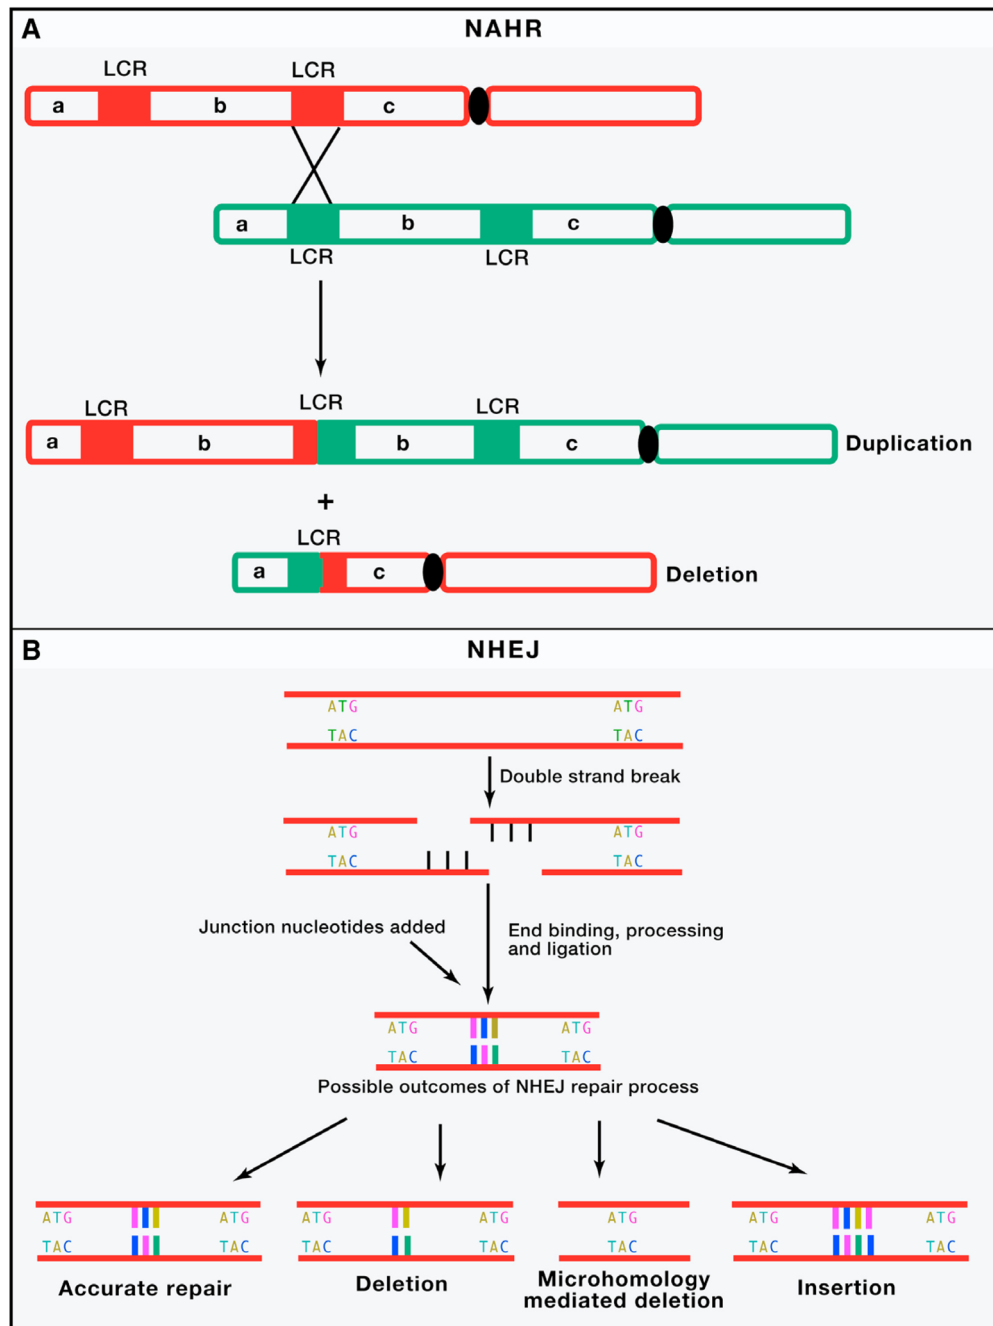 A
NAHR
LCR LCR
a b c
a b c
LCR LCR
LCR LCR LCR
a b b c
Duplication
+
LCR
a c
Deletion
B
NHEJ
ATG ATG
TAC TAC
Double strand break
ATG ATG
TAC TAC
Junction nucleotides added
End binding, processing
and ligation
ATG ATG
TAC TAC
Possible outcomes of NHEJ repair process
ATG ATG ATG ATG ATG ATG ATG
TAC TAC TAC TAC TAC TAC TAC
Accurate repair
Deletion
Microhomology
mediated deletion
Insertion